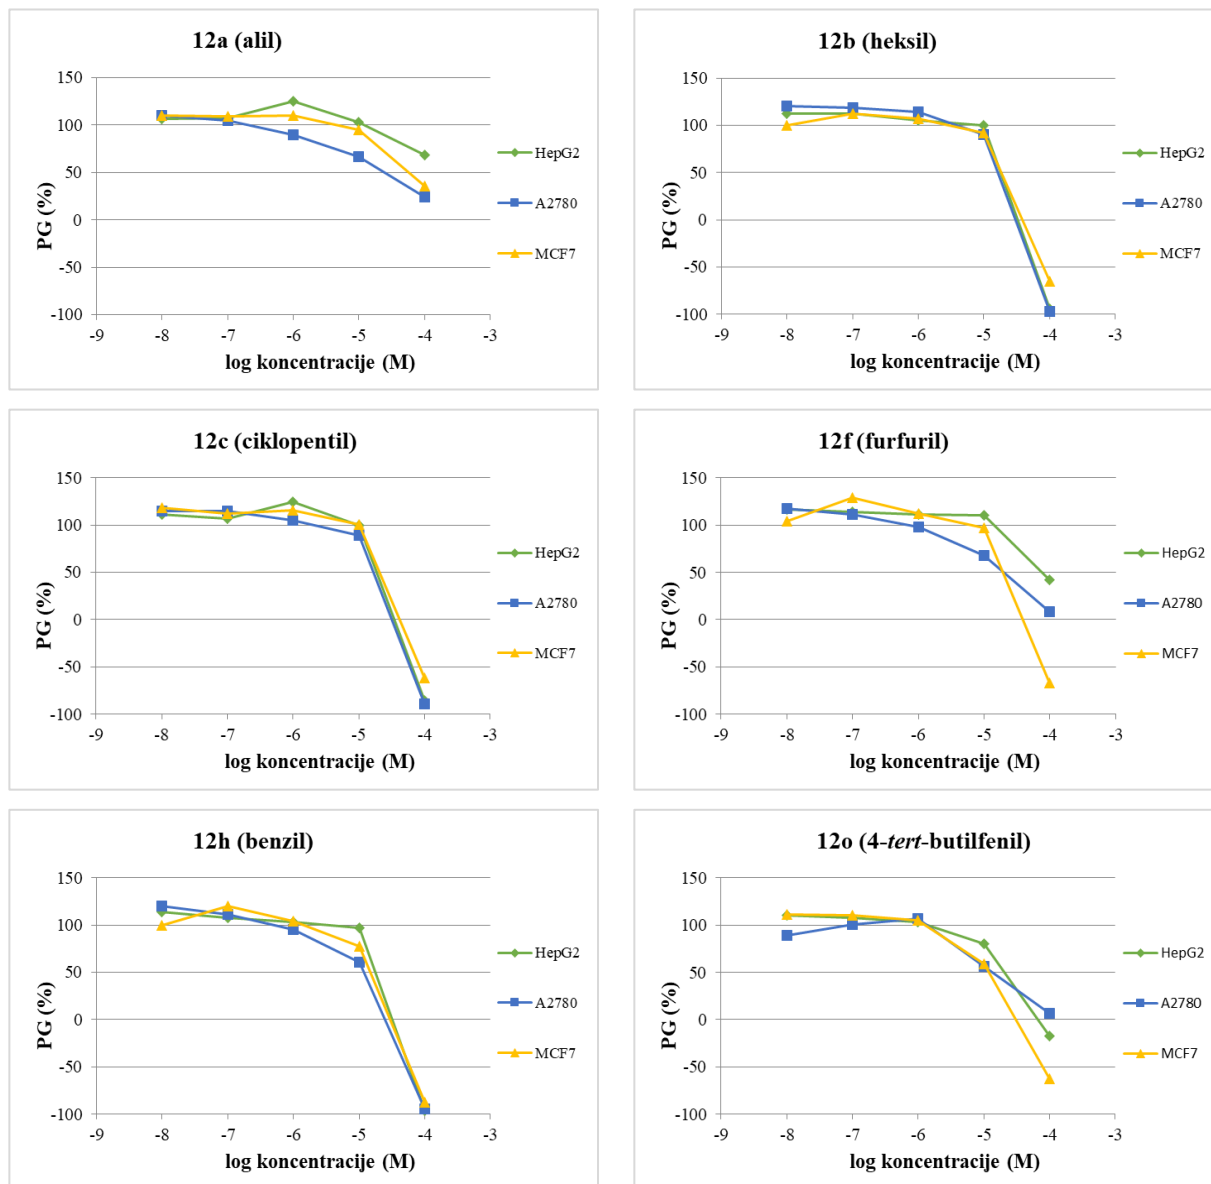 12a (alil)
150
100
50
0
-50
-100
-9 -8 -7 -6 -5 -4 -3
PG (%)
log koncentracije (M)
HepG2
A2780
MCF7
12b (heksil)
150
100
50
0
-50
-100
-9 -8 -7 -6 -5 -4 -3
PG (%)
log koncentracije (M)
HepG2
A2780
MCF7
12c (ciklopentil)
150
100
50
0
-50
-100
-9 -8 -7 -6 -5 -4 -3
PG (%)
log koncentracije (M)
HepG2
A2780
MCF7
12f (furfuril)
150
100
50
0
-50
-100
-9 -8 -7 -6 -5 -4 -3
PG (%)
log koncentracije (M)
HepG2
A2780
MCF7
12h (benzil)
150
100
50
0
-50
-100
-9 -8 -7 -6 -5 -4 -3
PG (%)
log koncentracije (M)
HepG2
A2780
MCF7
12o (4-tert-butilfenil)
150
100
50
0
-50
-100
-9 -8 -7 -6 -5 -4 -3
PG (%)
log koncentracije (M)
HepG2
A2780
MCF7